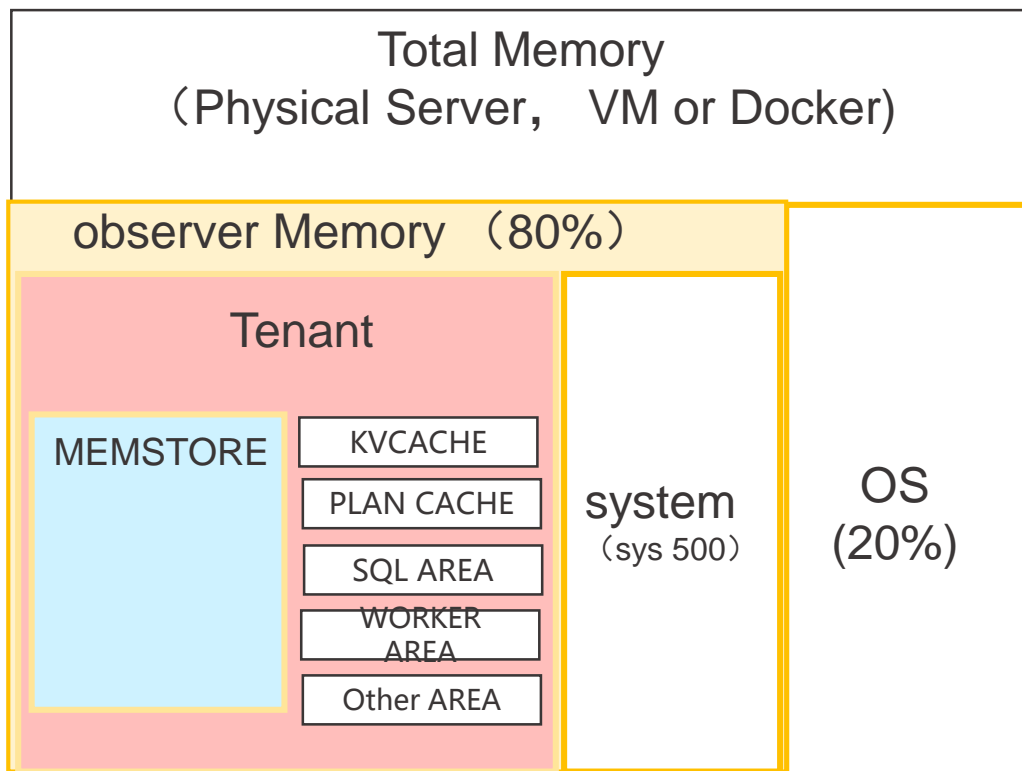 Total Memory
（Physical Server， VM or Docker)
observer Memory （80%）
Tenant
MEMSTORE
KVCACHE
PLAN CACHE
SQL AREA
WORKER
AREA
Other AREA
system
（sys 500）
OS
(20%)